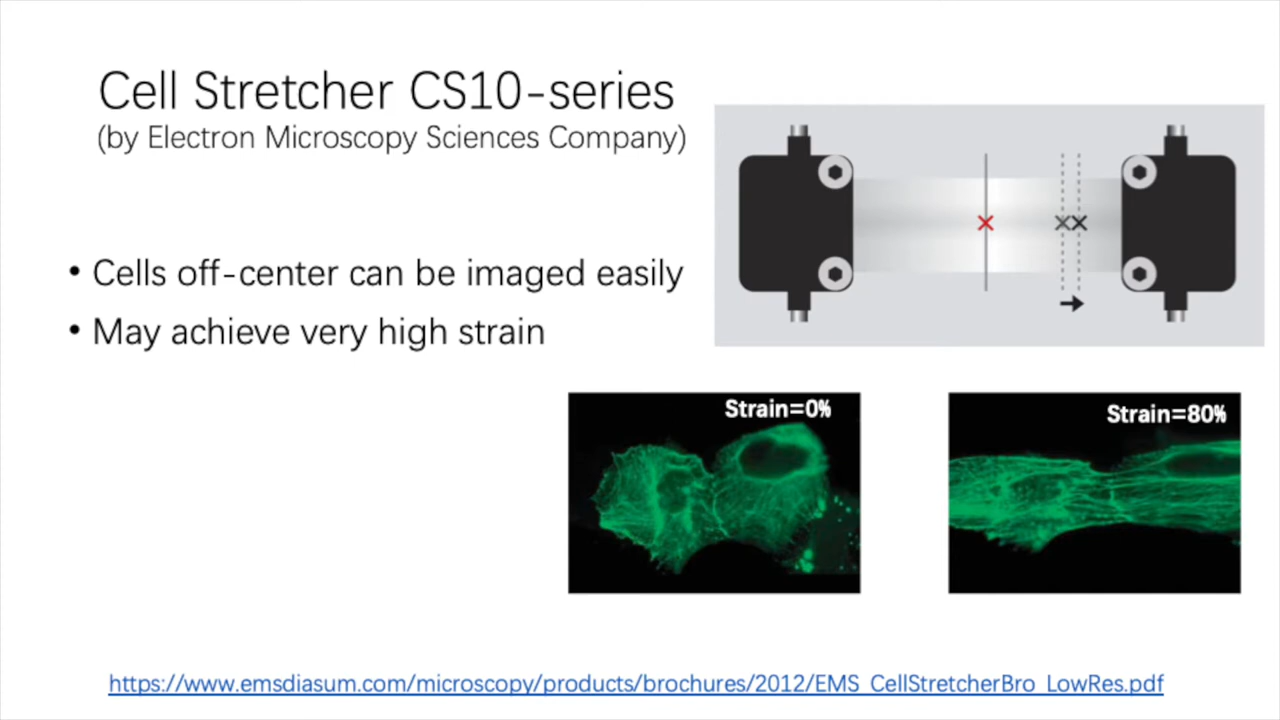 Cell Stretcher CS10-series
(by Electron Microscopy Sciences Company)
• Cells off-center can be imaged easily
• May achieve very high strain
Strain=0%
Strain=80%
https://www.emsdiasum.com/microscopy/products/brochures/2012/EMS_CellStretcherBro_LowRes.pdf